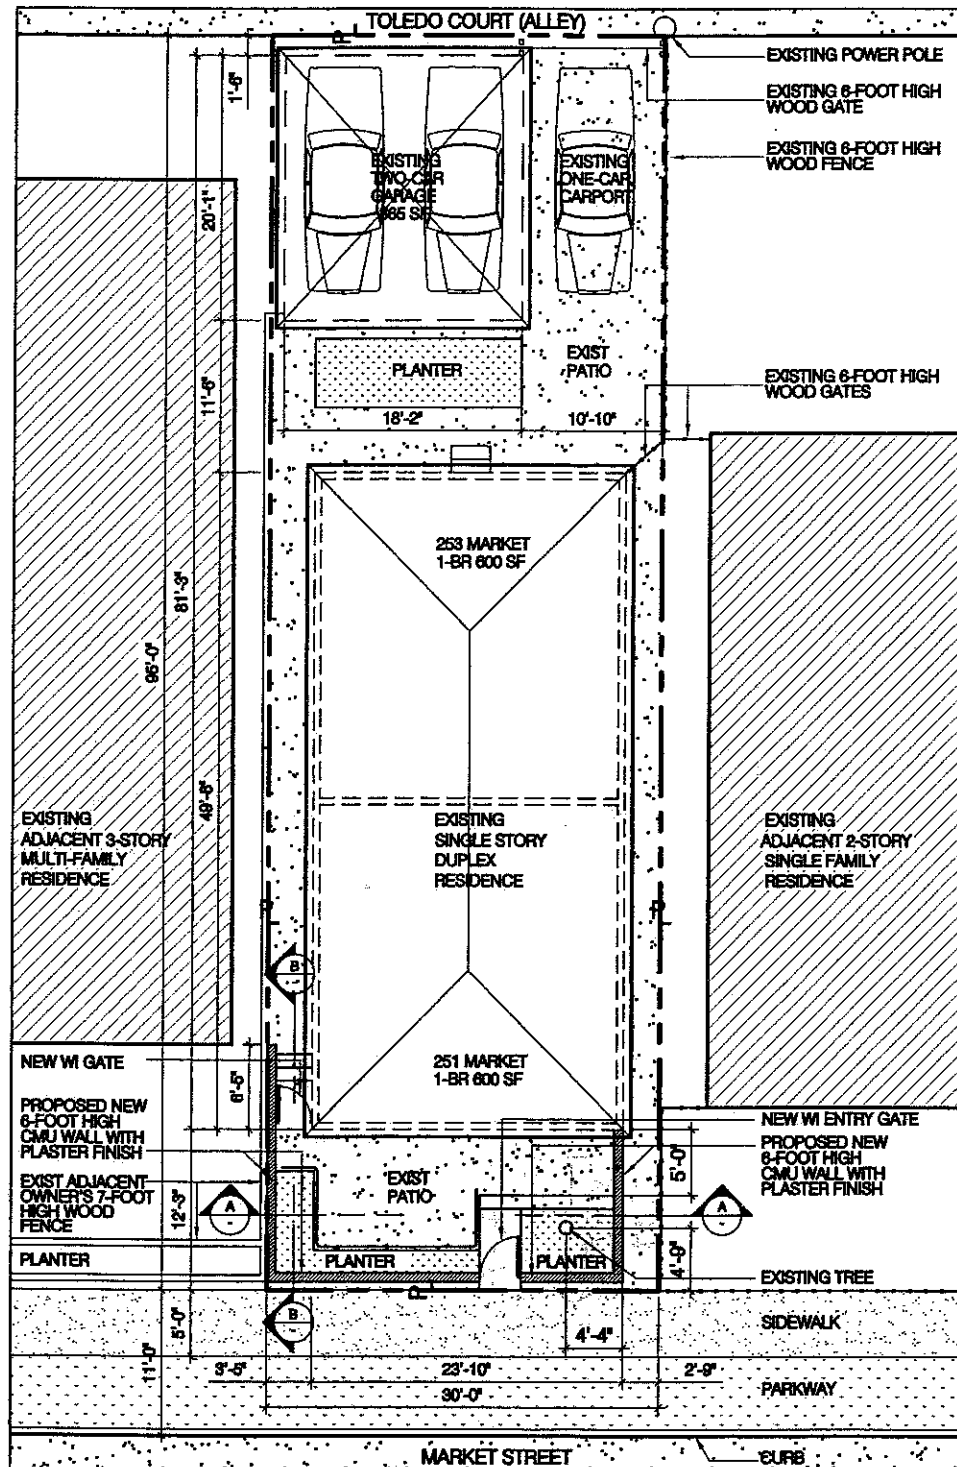 TOLEDO COURT (ALLEY)
EXISTING POWER POLE
EXISTING 6-FOOT HIGH
WOOD GATE
EXISTING 6-FOOT HIGH
WOOD FENCE
1'-6"
EXISTING
TWO-CAR
GARAGE
365 SF
EXISTING
ONE-CAR
CARPORT
20'-1"
EXIST
PATIO
PLANTER
EXISTING 6-FOOT HIGH
WOOD GATES
11'-6"
18'-2"
10'-10"
253 MARKET
1-BR 600 SF
81'-3"
95'-0"
49'-8"
EXISTING
ADJACENT 3-STORY
MULTI-FAMILY
RESIDENCE
EXISTING
SINGLE STORY
DUPLEX
RESIDENCE
EXISTING
ADJACENT 2-STORY
SINGLE FAMILY
RESIDENCE
B
251 MARKET
1-BR 600 SF
NEW WI GATE
6'-5"
PROPOSED NEW
6-FOOT HIGH
CMU WALL WITH
PLASTER FINISH
NEW WI ENTRY GATE
PROPOSED NEW
6-FOOT HIGH
CMU WALL WITH
PLASTER FINISH
5'-0"
EXIST ADJACENT
OWNER'S 7-FOOT
HIGH WOOD
FENCE
12'-3"
EXIST
PATIO
A
A
PLANTER
PLANTER
PLANTER
4'-9"
EXISTING TREE
B
SIDEWALK
5'-0"
4'-4"
11'-0"
3'-5"
23'-10"
2'-9"
30'-0"
PARKWAY
MARKET STREET
CURB